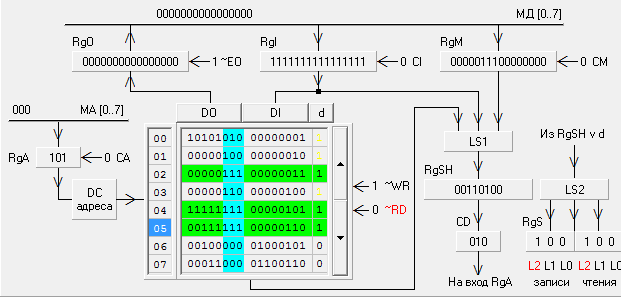 0000000000000000 МД [0..7]
RgO RgI RgM
0000000000000000 1 ~EO 1111111111111111 0 CI 0000011100000000 0 CM
000 МА [0..7]
DO DI d
RgA 101 0 CA
DC
адреса
00 10101010 00000001
01 00000100 00000010
02 00000111 00000011 1
03 00000110 00000100
04 11111111 00000101 1
05 00111111 00000110 1
06 00100000 01000101 0
07 00011000 01100110 0
1 ~WR
0 ~RD
LS1
RgSH
00110100
CD
010
На вход RgA
Из RgSH v d
LS2
RgS
1 0 0 1 0 0
L2 L1 L0 L2 L1 L0
записи чтения